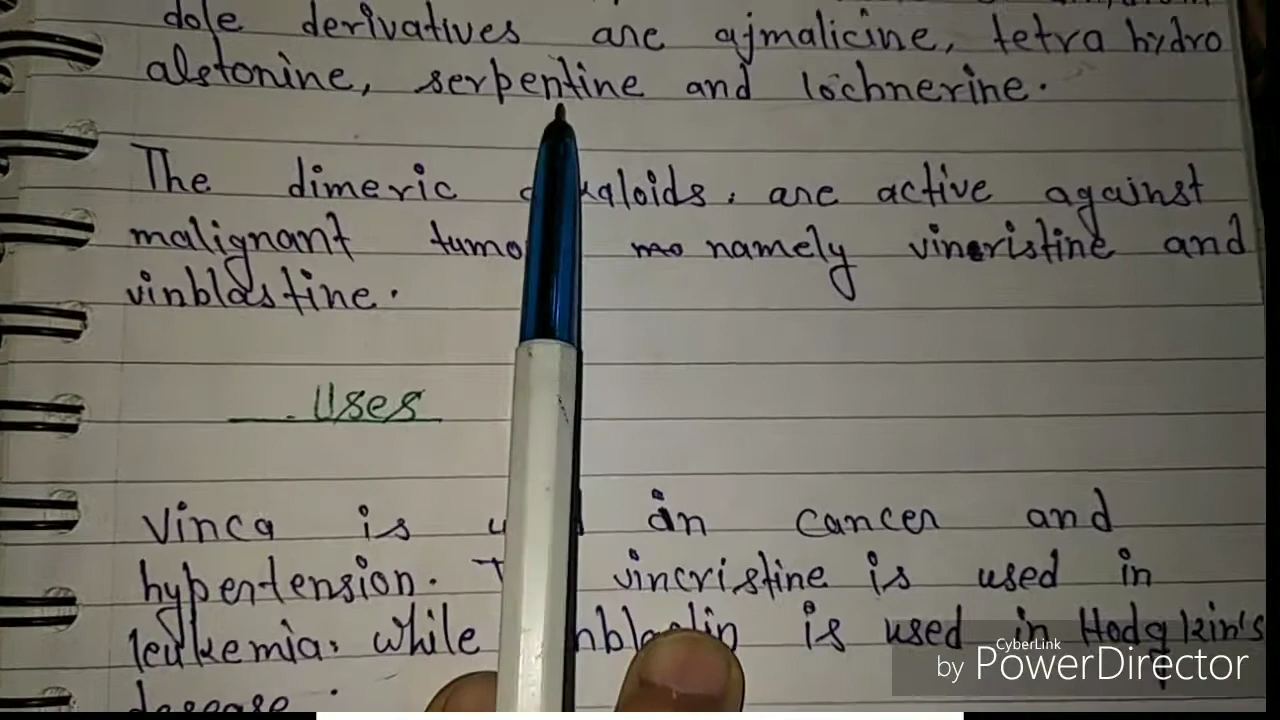 dole derivatives are ajmalicine, tetra hydro
alstonine, serpentine and lochnerine.
The dimeric alkaloids. are active against
malignant namely vincristine and
vinblastine.
Uses
Vinca is in cancer and
hypertension. vincristine is used in
leukemia. while is used in Hodgkin's
desease.
CyberLink
by PowerDirector